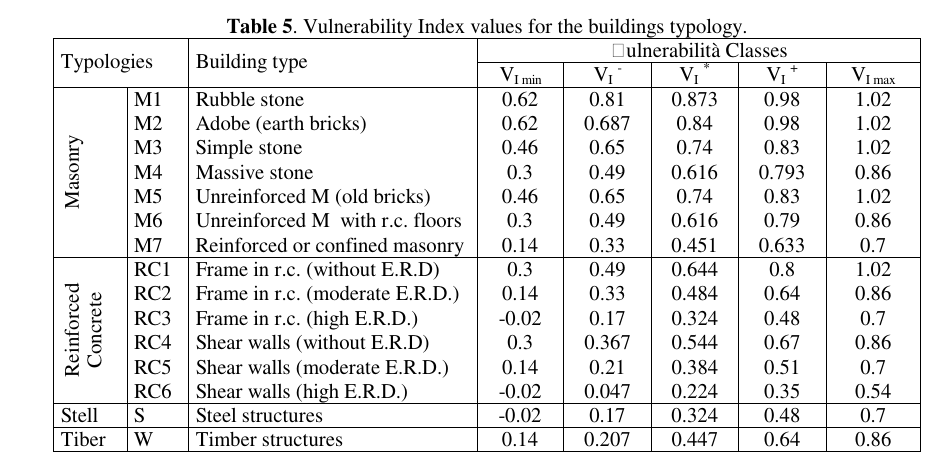 Table 5. Vulnerability Index values for the buildings typology.
Typologies Building type □ulnerabilità Classes
V I min V I - V I * V I + V I max
Masonry
M1 Rubble stone 0.62 0.81 0.873 0.98 1.02
M2 Adobe (earth bricks) 0.62 0.687 0.84 0.98 1.02
M3 Simple stone 0.46 0.65 0.74 0.83 1.02
M4 Massive stone 0.3 0.49 0.616 0.793 0.86
M5 Unreinforced M (old bricks) 0.46 0.65 0.74 0.83 1.02
M6 Unreinforced M with r.c. floors 0.3 0.49 0.616 0.79 0.86
M7 Reinforced or confined masonry 0.14 0.33 0.451 0.633 0.7
Reinforced
Concrete
RC1 Frame in r.c. (without E.R.D) 0.3 0.49 0.644 0.8 1.02
RC2 Frame in r.c. (moderate E.R.D.) 0.14 0.33 0.484 0.64 0.86
RC3 Frame in r.c. (high E.R.D.) -0.02 0.17 0.324 0.48 0.7
RC4 Shear walls (without E.R.D) 0.3 0.367 0.544 0.67 0.86
RC5 Shear walls (moderate E.R.D.) 0.14 0.21 0.384 0.51 0.7
RC6 Shear walls (high E.R.D.) -0.02 0.047 0.224 0.35 0.54
Stell S Steel structures -0.02 0.17 0.324 0.48 0.7
Tiber W Timber structures 0.14 0.207 0.447 0.64 0.86